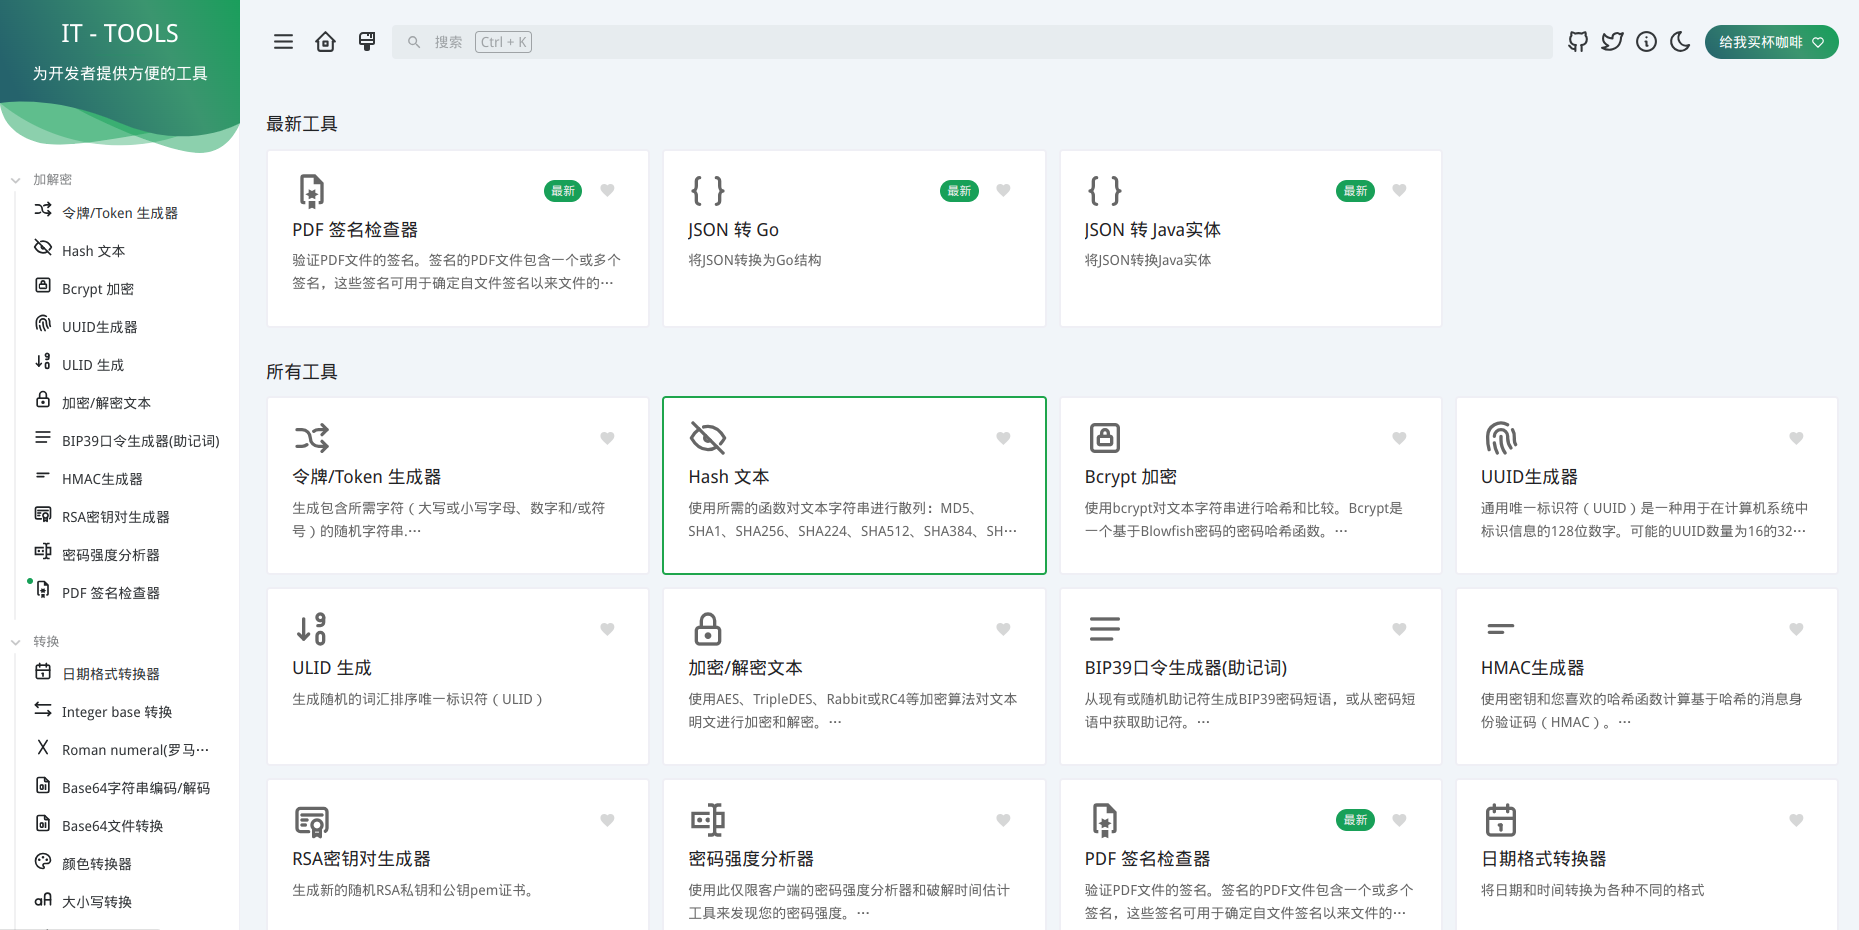 IT - TOOLS
为开发者提供方便的工具
加解密
令牌/Token 生成器
Hash 文本
Bcrypt 加密
UUID生成器
ULID 生成
加密/解密文本
BIP39口令生成器(助记词)
HMAC生成器
RSA密钥对生成器
密码强度分析器
PDF 签名检查器
转换
日期格式转换器
Integer base 转换
Roman numeral(罗马…
Base64字符串编码/解码
Base64文件转换
颜色转换器
大小写转换
搜索 Ctrl + K
给我买杯咖啡
最新工具
最新
PDF 签名检查器
验证PDF文件的签名。签名的PDF文件包含一个或多个
签名，这些签名可用于确定自文件签名以来文件的…
最新
JSON 转 Go
将JSON转换为Go结构
最新
JSON 转 Java实体
将JSON转换Java实体
所有工具
令牌/Token 生成器
生成包含所需字符（大写或小写字母、数字和/或符
号）的随机字符串.…
Hash 文本
使用所需的函数对文本字符串进行散列：MD5、
SHA1、SHA256、SHA224、SHA512、SHA384、SH…
Bcrypt 加密
使用bcrypt对文本字符串进行哈希和比较。Bcrypt是
一个基于Blowfish密码的密码哈希函数。…
UUID生成器
通用唯一标识符（UUID）是一种用于在计算机系统中
标识信息的128位数字。可能的UUID数量为16的32…
ULID 生成
生成随机的词汇排序唯一标识符（ULID）
加密/解密文本
使用AES、TripleDES、Rabbit或RC4等加密算法对文本
明文进行加密和解密。…
BIP39口令生成器(助记词)
从现有或随机助记符生成BIP39密码短语，或从密码短
语中获取助记符。…
HMAC生成器
使用密钥和您喜欢的哈希函数计算基于哈希的消息身
份验证码（HMAC）。…
RSA密钥对生成器
生成新的随机RSA私钥和公钥pem证书。
密码强度分析器
使用此仅限客户端的密码强度分析器和破解时间估计
工具来发现您的密码强度。…
最新
PDF 签名检查器
验证PDF文件的签名。签名的PDF文件包含一个或多个
签名，这些签名可用于确定自文件签名以来文件的…
日期格式转换器
将日期和时间转换为各种不同的格式